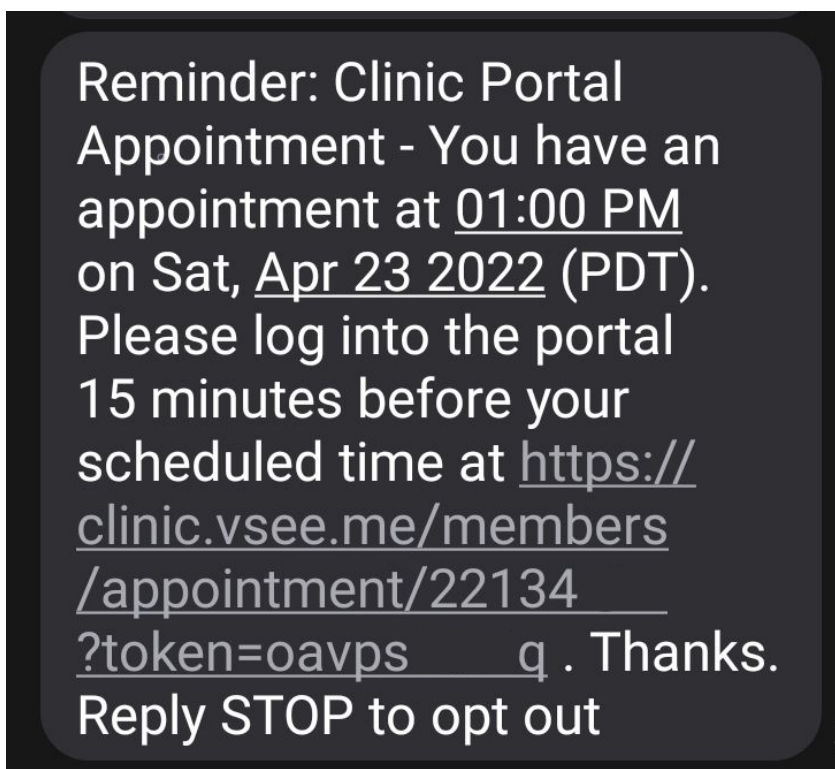 Reminder: Clinic Portal
Appointment - You have an
appointment at 01:00 PM
on Sat, Apr 23 2022 (PDT).
Please log into the portal
15 minutes before your
scheduled time at https://
clinic.vsee.me/members
/appointment/22134
?token=oavps q . Thanks.
Reply STOP to opt out